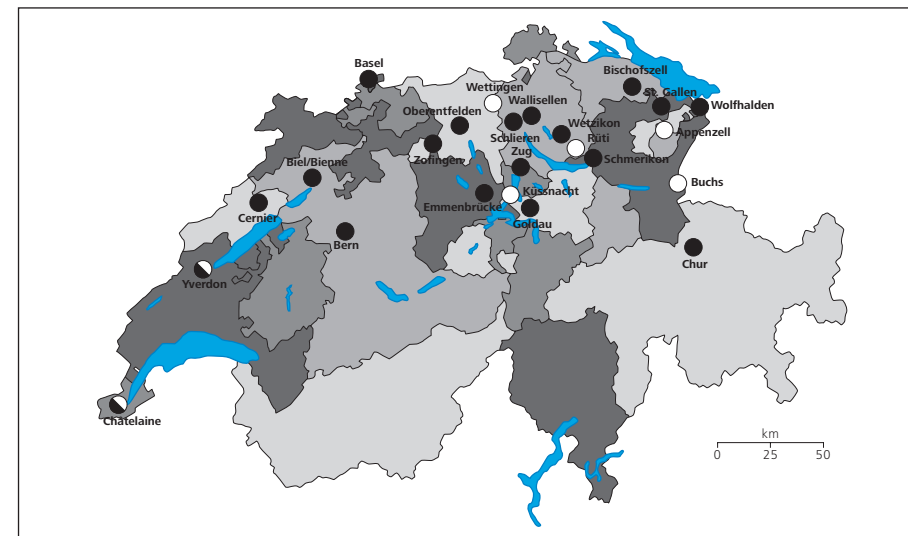 Basel
Bischofszell
Wettingen
St. Gallen
Wallisellen
Wolfhalden
Oberentfelden
Wetzikon
Appenzell
Schlieren
Rüti
Zug
Schmerikon
Zofingen
Biel/Bienne
Buchs
Küssnacht
Emmenbrücke
Cernier
Goldau
Bern
Chur
Yverdon
Châtelaine
km
0 25 50